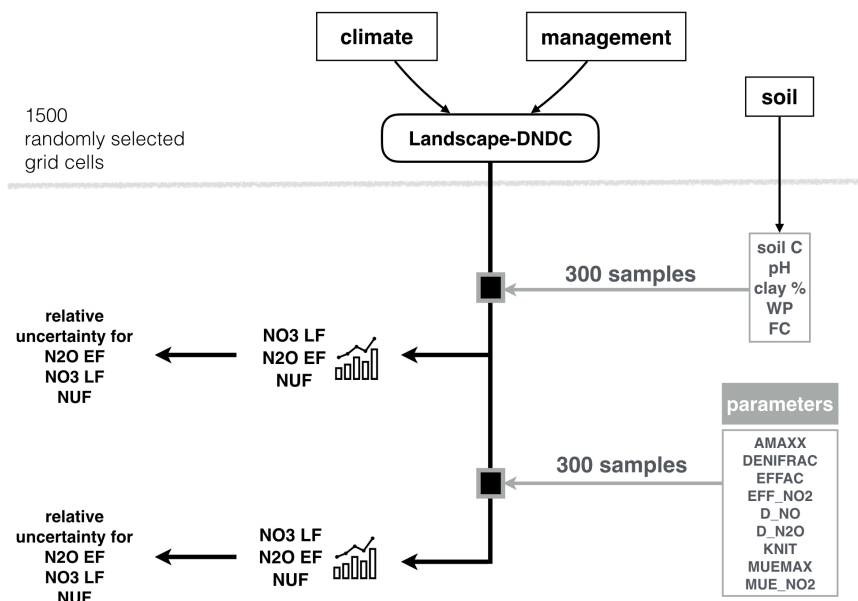 climate
management
soil
1500
randomly selected
grid cells
Landscape-DNDC
soil C
pH
clay %
WP
FC
300 samples
relative
uncertainty for
N2O EF
NO3 LF
NUF
NO3 LF
N2O EF
NUF
parameters
AMAXX
DENIFRAC
EFFAC
EFF_NO2
D_NO
D_N2O
KNIT
MUEMAX
MUE_NO2
300 samples
relative
uncertainty for
N2O EF
NO3 LF
NUF
NO3 LF
N2O EF
NUF